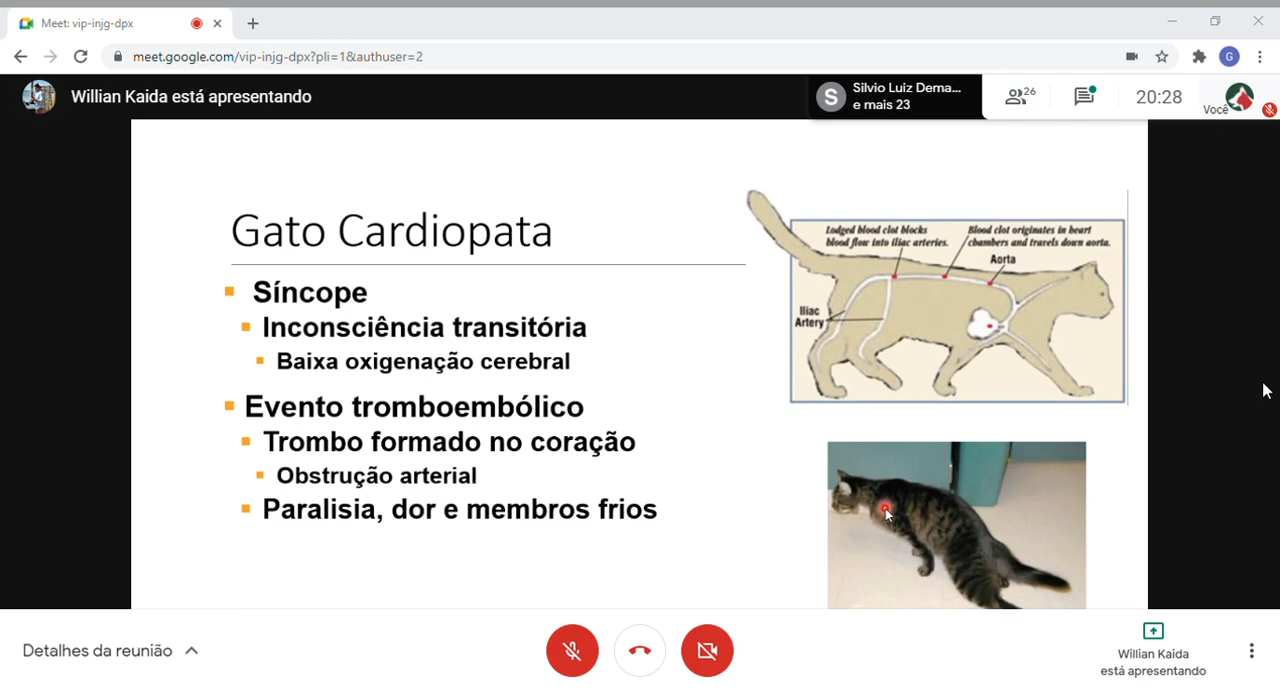 Meet: vip-injg-dpx
meet.google.com/vip-injg-dpx?pli=1&authuser=2
G
Willian Kaida está apresentando
S
Silvio Luiz Dema...
e mais 23
26
20:28
Você
Gato Cardiopata
Síncope
Inconsciência transitória
Baixa oxigenação cerebral
Evento tromboembólico
Trombo formado no coração
Obstrução arterial
Paralisia, dor e membros frios
Lodged blood clot blocks
blood flow into iliac arteries.
Blood clot originates in heart
chambers and travels down aorta.
Aorta
Iliac
Artery
Detalhes da reunião
Willian Kaida
está apresentando